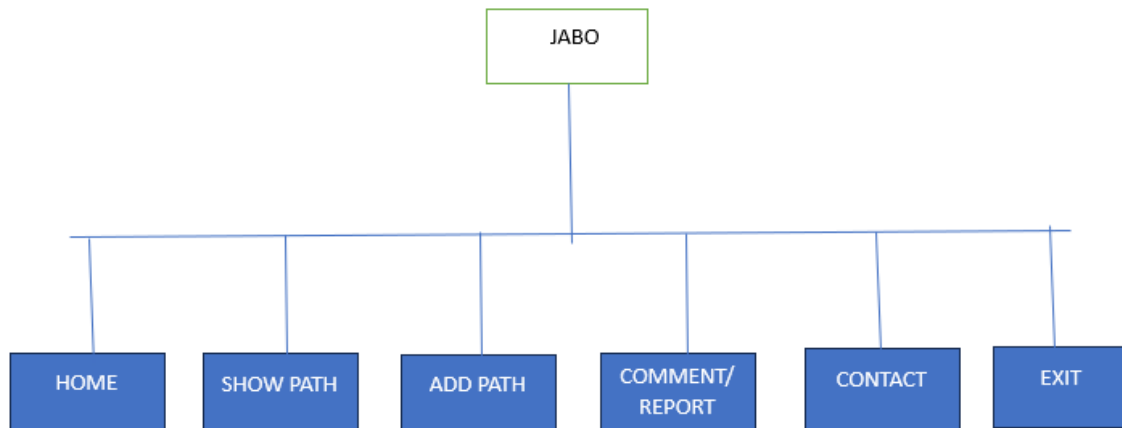 JABO
HOME
SHOW PATH
ADD PATH
COMMENT/
REPORT
CONTACT
EXIT